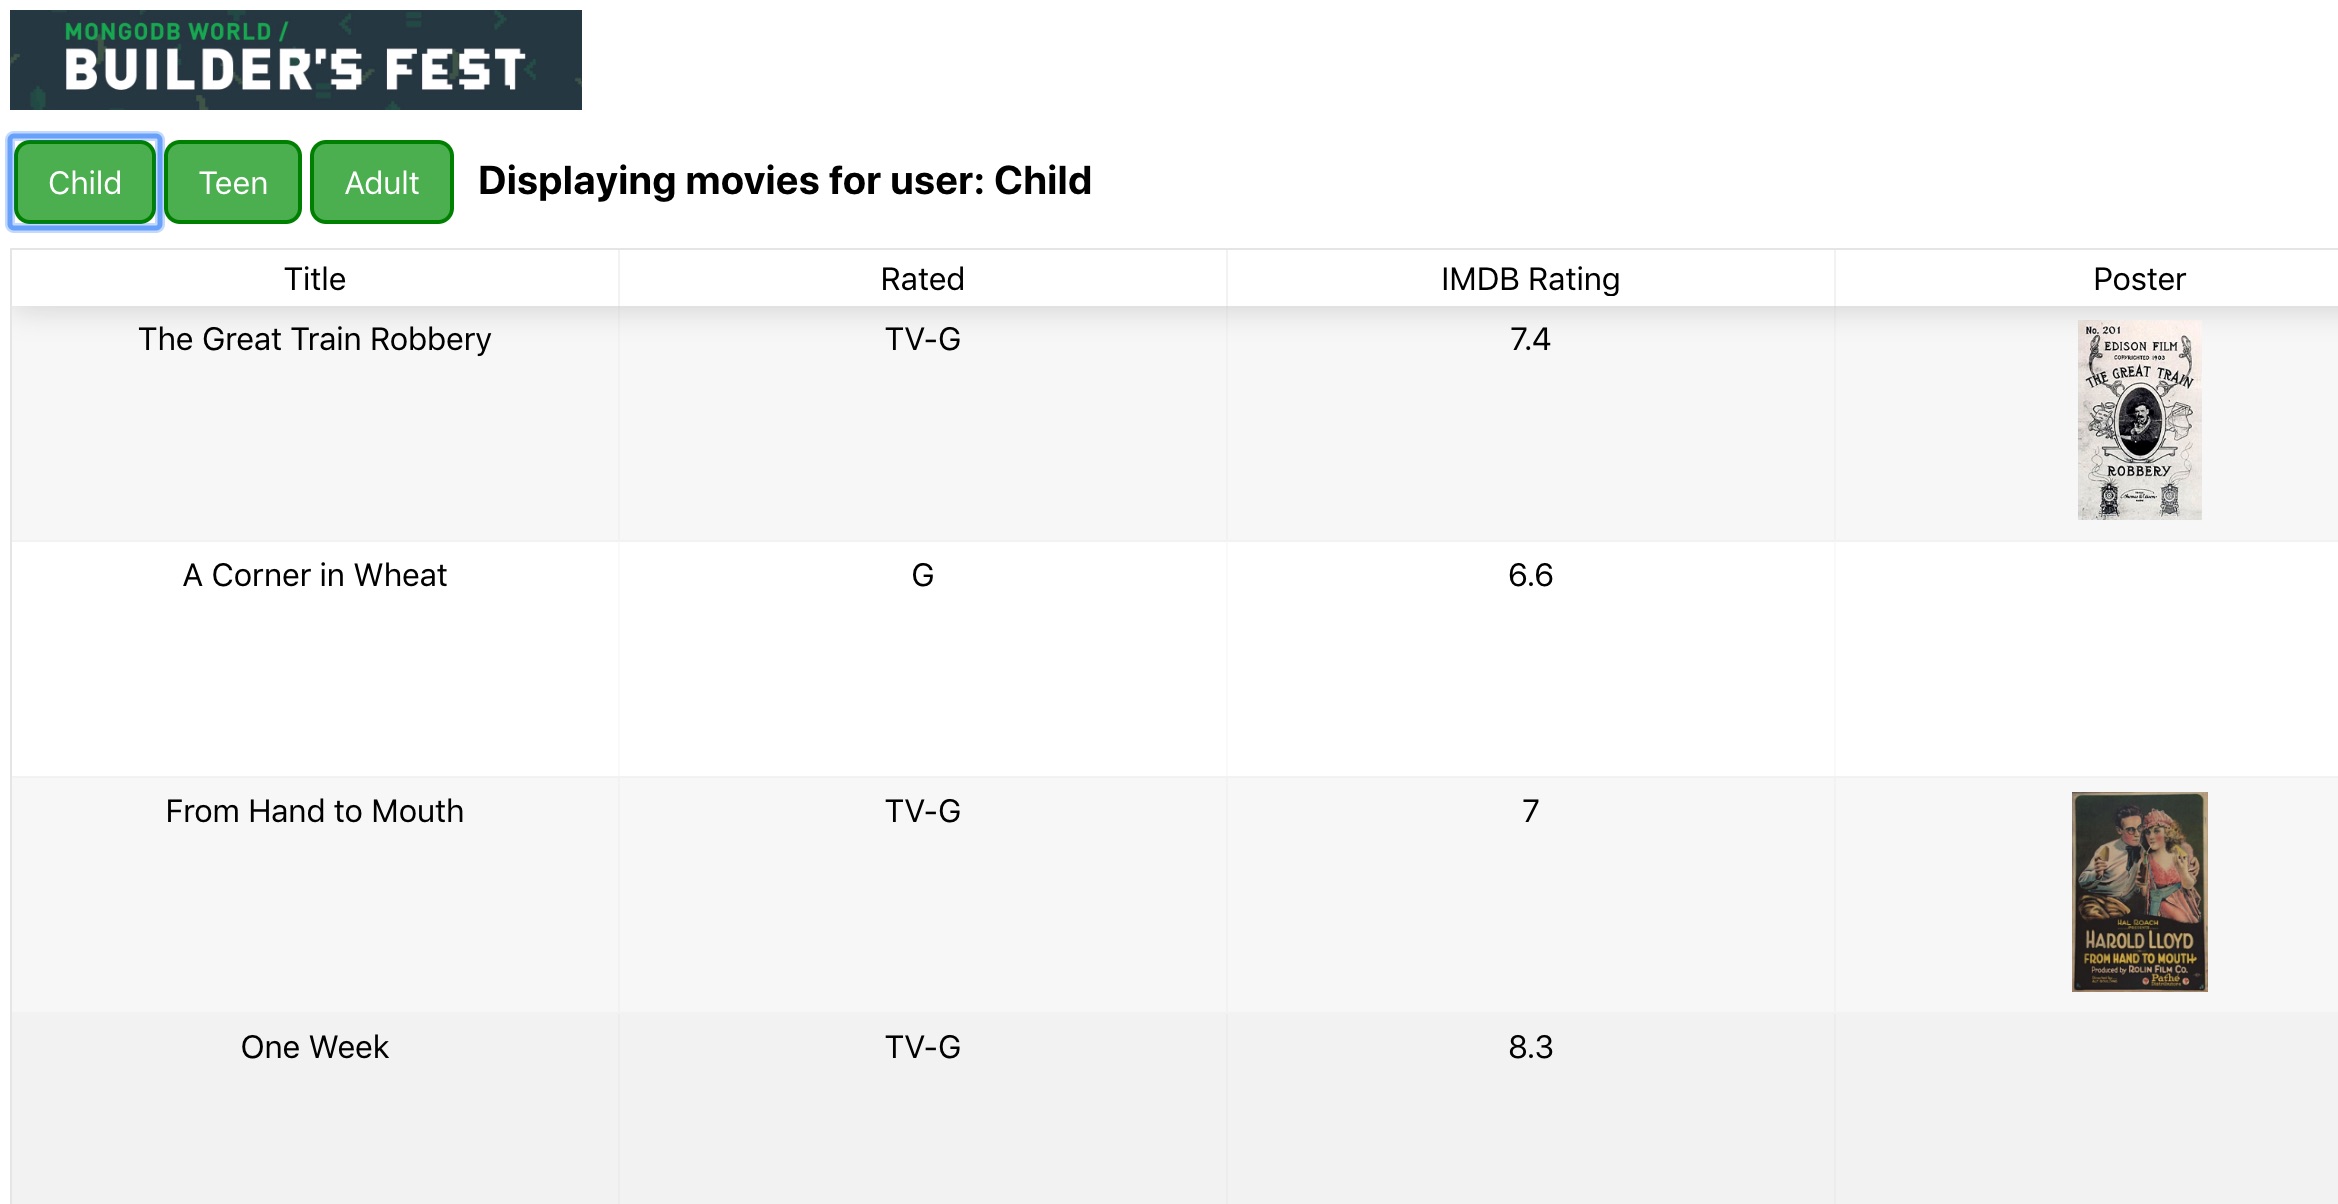 MONGODB WORLD /
BUILDER'S FEST
Child Teen Adult Displaying movies for user: Child
Title Rated IMDB Rating Poster
The Great Train Robbery TV-G 7.4
No. 201
EDISON FILM
COPYRIGHTED 1903
THE GREAT TRAIN
ROBBERY
A Corner in Wheat G 6.6
From Hand to Mouth TV-G 7
HAL ROACH
HAROLD LLOYD
FROM HAND TO MOUTH
Produced by ROLIN FILM CO.
Pathé
One Week TV-G 8.3